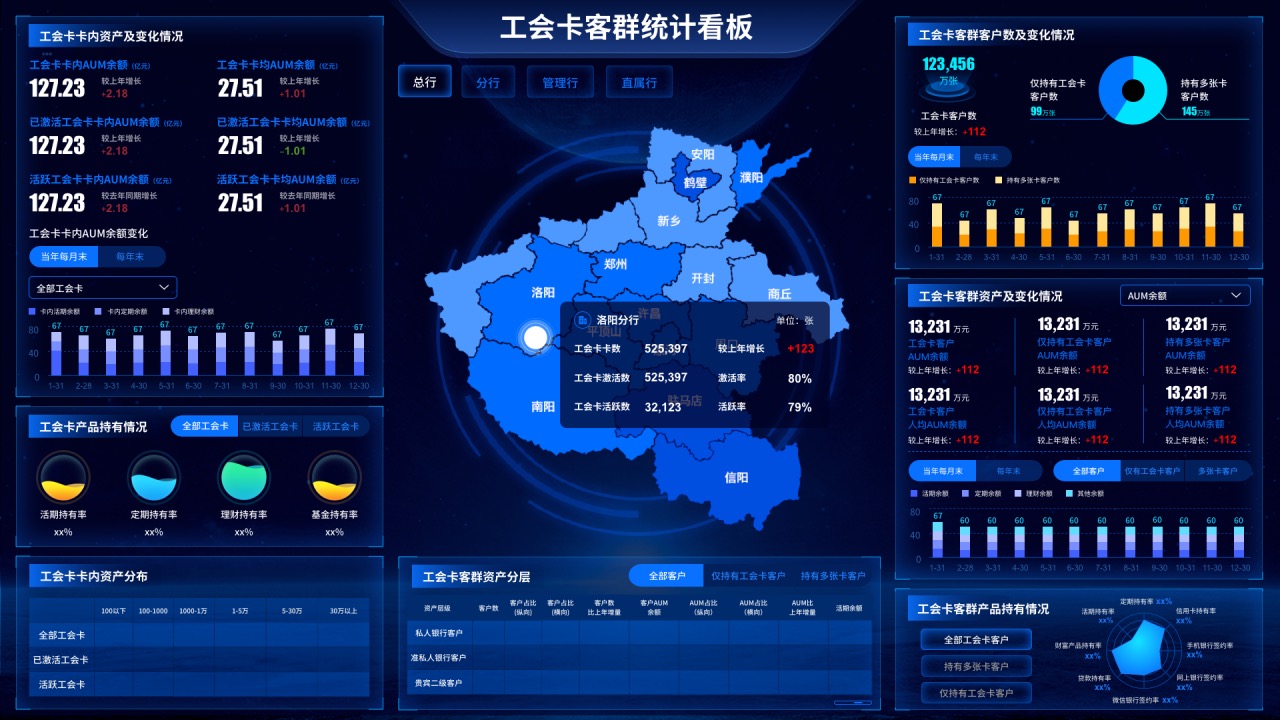 工会卡客群统计看板
总行 分行 管理行 直属行
工会卡卡内资产及变化情况
工会卡卡内AUM余额 (亿元) 工会卡卡均AUM余额 (亿元)
127.23 较上年增长 +2.18 27.51 较上年增长 +1.01
已激活工会卡卡内AUM余额 (亿元) 已激活工会卡卡均AUM余额 (亿元)
127.23 较上年增长 +2.18 27.51 较上年增长 -1.01
活跃工会卡卡内AUM余额 (亿元) 活跃工会卡卡均AUM余额 (亿元)
127.23 较去年同期增长 +2.18 27.51 较去年同期增长 +1.01
工会卡卡内AUM余额变化
当年每月末 每年末
全部工会卡
卡内活期余额 卡内定期余额 卡内理财余额
67 67 67 67 67 67 67 67 67 67 67 67
80
40
0
1-31 2-28 3-31 4-30 5-31 6-30 7-31 8-31 9-30 10-31 11-30 12-30
工会卡产品持有情况
全部工会卡 已激活工会卡 活跃工会卡
活期持有率 定期持有率 理财持有率 基金持有率
xx% xx% xx% xx%
工会卡卡内资产分布
100以下 100-1000 1000-1万 1-5万 5-30万 30万以上
全部工会卡
已激活工会卡
活跃工会卡
安阳
鹤壁
濮阳
新乡
郑州
开封
洛阳
商丘
许昌
平顶山
周口
驻马店
南阳
信阳
洛阳分行 单位：张
工会卡卡数 525,397 较上年增长 +123
工会卡激活数 525,397 激活率 80%
工会卡活跃数 32,123 活跃率 79%
工会卡客群资产分层
全部客户 仅持有工会卡客户 持有多张卡客户
资产层级 客户数 客户占比 (纵向) 客户占比 (横向) 客户数 比上年增量 客户AUM 余额 AUM占比 (纵向) AUM占比 (横向) AUM比 上年增量 活期余额
私人银行客户
准私人银行客户
贵宾二级客户
工会卡客群客户数及变化情况
123,456
万张
工会卡客户数
较上年增长：+112
仅持有工会卡
客户数
99万张
持有多张卡
客户数
145万张
当年每月末 每年末
仅持有工会卡客户数 持有多张卡客户数
67 44 67 67 67 44 67 67 67 67 67 67
80
40
0
1-31 2-28 3-31 4-30 5-31 6-30 7-31 8-31 9-30 10-31 11-30 12-30
工会卡客群资产及变化情况
AUM余额
13,231 万元 13,231 万元 13,231 万元
工会卡客户 仅持有工会卡客户 持有多张卡客户
AUM余额 AUM余额 AUM余额
较上年增长：+112 较上年增长：+112 较上年增长：+112
13,231 万元 13,231 万元 13,231 万元
工会卡客户 仅持有工会卡客户 持有多张卡客户
人均AUM余额 人均AUM余额 人均AUM余额
较上年增长：+112 较上年增长：+112 较上年增长：+112
当年每月末 每年末 全部客户 仅有工会卡客户 多张卡客户
活期余额 定期余额 理财余额 其他余额
67 60 60 60 60 60 60 60 60 60 60 60
80
40
0
1-31 2-28 3-31 4-30 5-31 6-30 7-31 8-31 9-30 10-31 11-30 12-30
工会卡客群产品持有情况
全部工会卡客户
持有多张卡客户
仅持有工会卡客户
定期持有率 xx%
活期持有率 xx%
信用卡持有率 xx%
财富产品持有率 xx%
手机银行签约率 xx%
贷款持有率 xx%
网上银行签约率 xx%
微信银行签约率 xx%